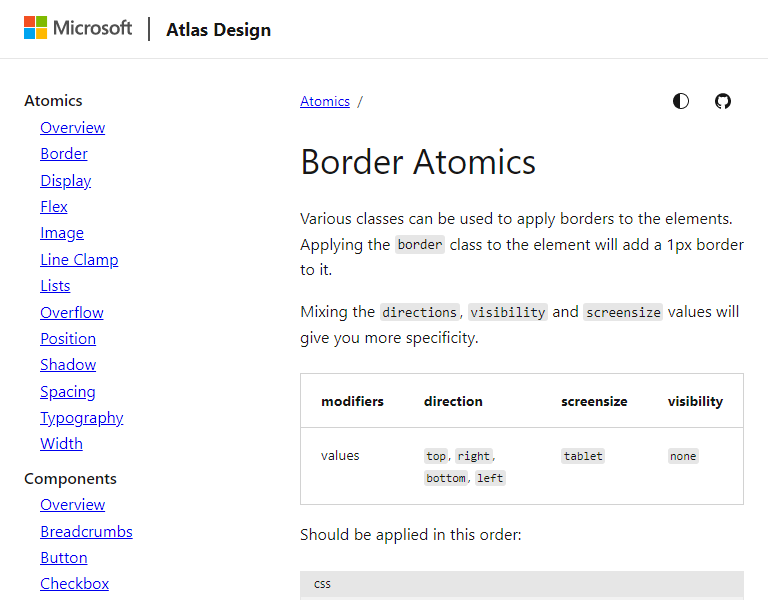 Microsoft | Atlas Design
Atomics
Overview
Border
Display
Flex
Image
Line Clamp
Lists
Overflow
Position
Shadow
Spacing
Typography
Width
Components
Overview
Breadcrumbs
Button
Checkbox
Atomics /
Border Atomics
Various classes can be used to apply borders to the elements.
Applying the border class to the element will add a 1px border
to it.
Mixing the directions, visibility and screensize values will
give you more specificity.
modifiers direction screensize visibility
values top, right, tablet none
bottom, left
Should be applied in this order:
css